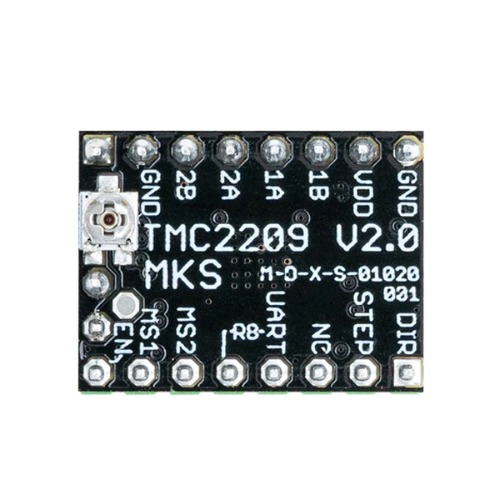 GND 2B 2A 1A 1B VDD GND
TMC2209 V2.0
MKS M-D-X-S-01020
001
EN MS1 MS2 R8 UART NC STEP DIR